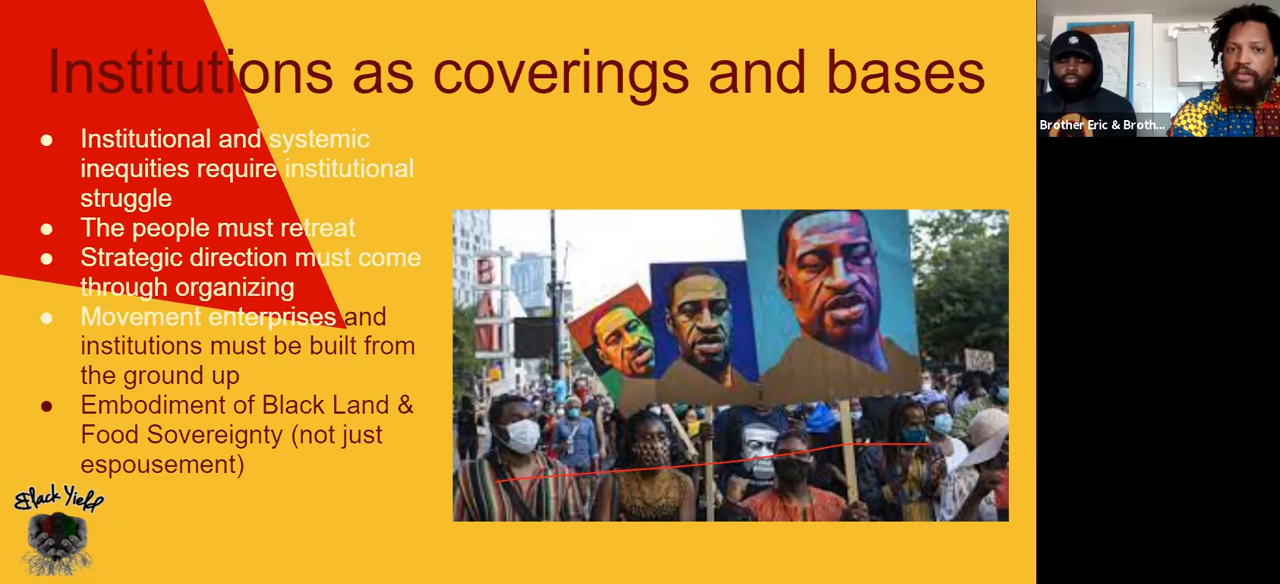 Institutions as coverings and bases
● Institutional and systemic
inequities require institutional
struggle
● The people must retreat
● Strategic direction must come
through organizing
● Movement enterprises and
institutions must be built from
the ground up
● Embodiment of Black Land &
Food Sovereignty (not just
espousement)
Black Yield
Brother Eric & Broth...